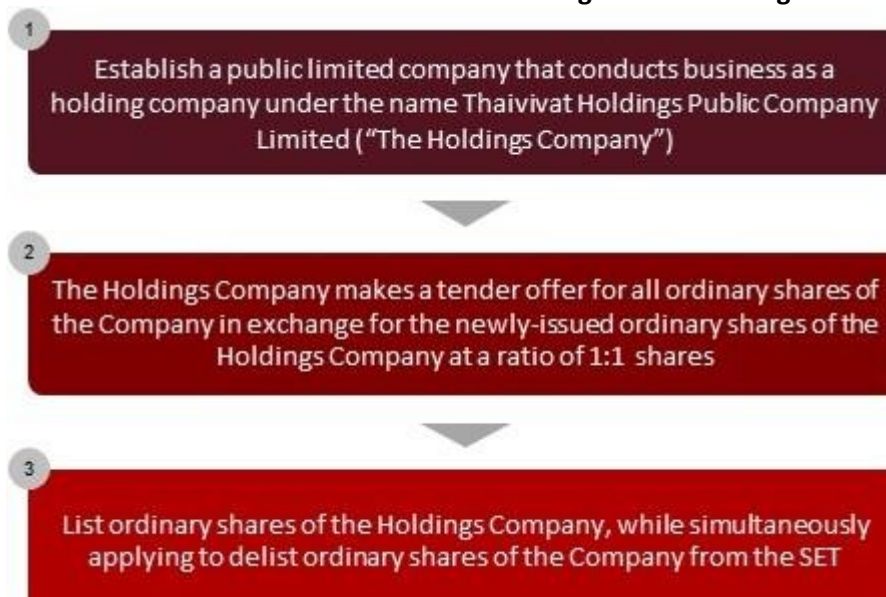 1
Establish a public limited company that conducts business as a
holding company under the name Thaivivat Holdings Public Company
Limited (“The Holdings Company”)
2
The Holdings Company makes a tender offer for all ordinary shares of
the Company in exchange for the newly-issued ordinary shares of the
Holdings Company at a ratio of 1:1 shares
3
List ordinary shares of the Holdings Company, while simultaneously
applying to delist ordinary shares of the Company from the SET